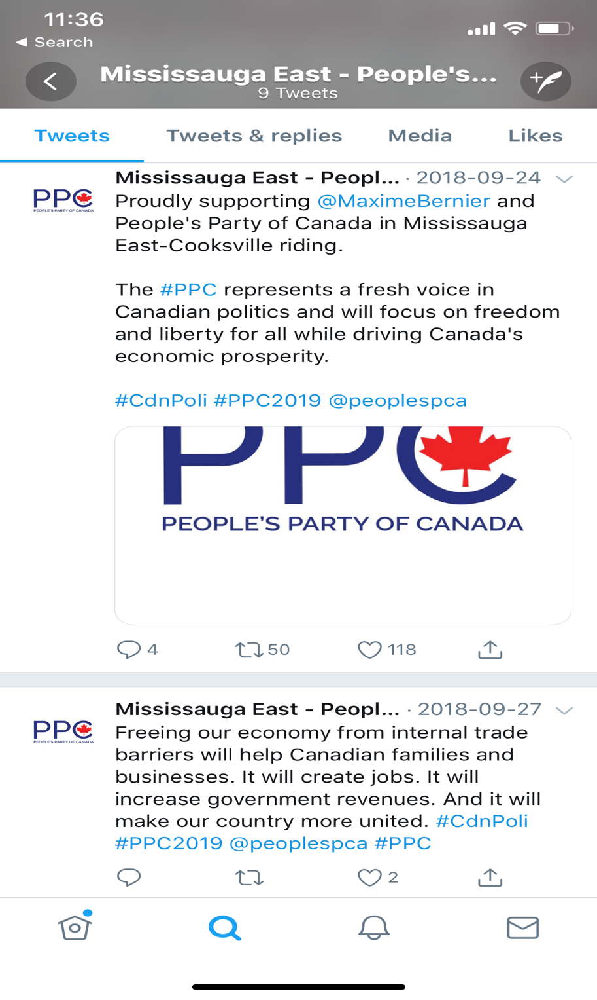 11:36
Search
Mississauga East - People's...
9 Tweets
Tweets Tweets & replies Media Likes
Mississauga East - Peopl... · 2018-09-24
PPC
PEOPLE'S PARTY OF CANADA
Proudly supporting @MaximeBernier and
People's Party of Canada in Mississauga
East-Cooksville riding.
The #PPC represents a fresh voice in
Canadian politics and will focus on freedom
and liberty for all while driving Canada's
economic prosperity.
#CdnPoli #PPC2019 @peoplespca
PPC
PEOPLE'S PARTY OF CANADA
4 50 118
Mississauga East - Peopl... · 2018-09-27
PPC
PEOPLE'S PARTY OF CANADA
Freeing our economy from internal trade
barriers will help Canadian families and
businesses. It will create jobs. It will
increase government revenues. And it will
make our country more united. #CdnPoli
#PPC2019 @peoplespca #PPC
2